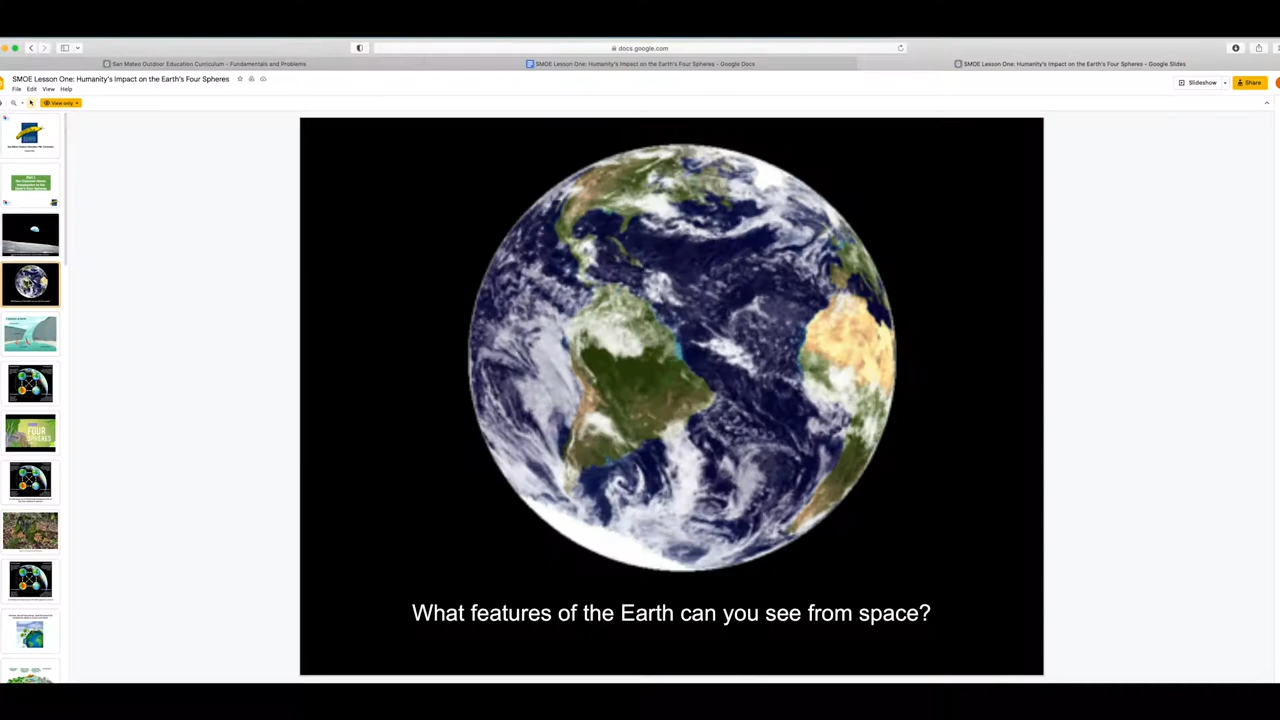 docs.google.com
San Mateo Outdoor Education Curriculum - Fundamentals and Problems
SMOE Lesson One: Humanity's Impact on the Earth's Four Spheres - Google Docs
SMOE Lesson One: Humanity's Impact on the Earth's Four Spheres - Google Slides
SMOE Lesson One: Humanity's Impact on the Earth's Four Spheres
File Edit View Help
Slideshow
Share
View only
FOUR
SPHERES
What features of the Earth can you see from space?